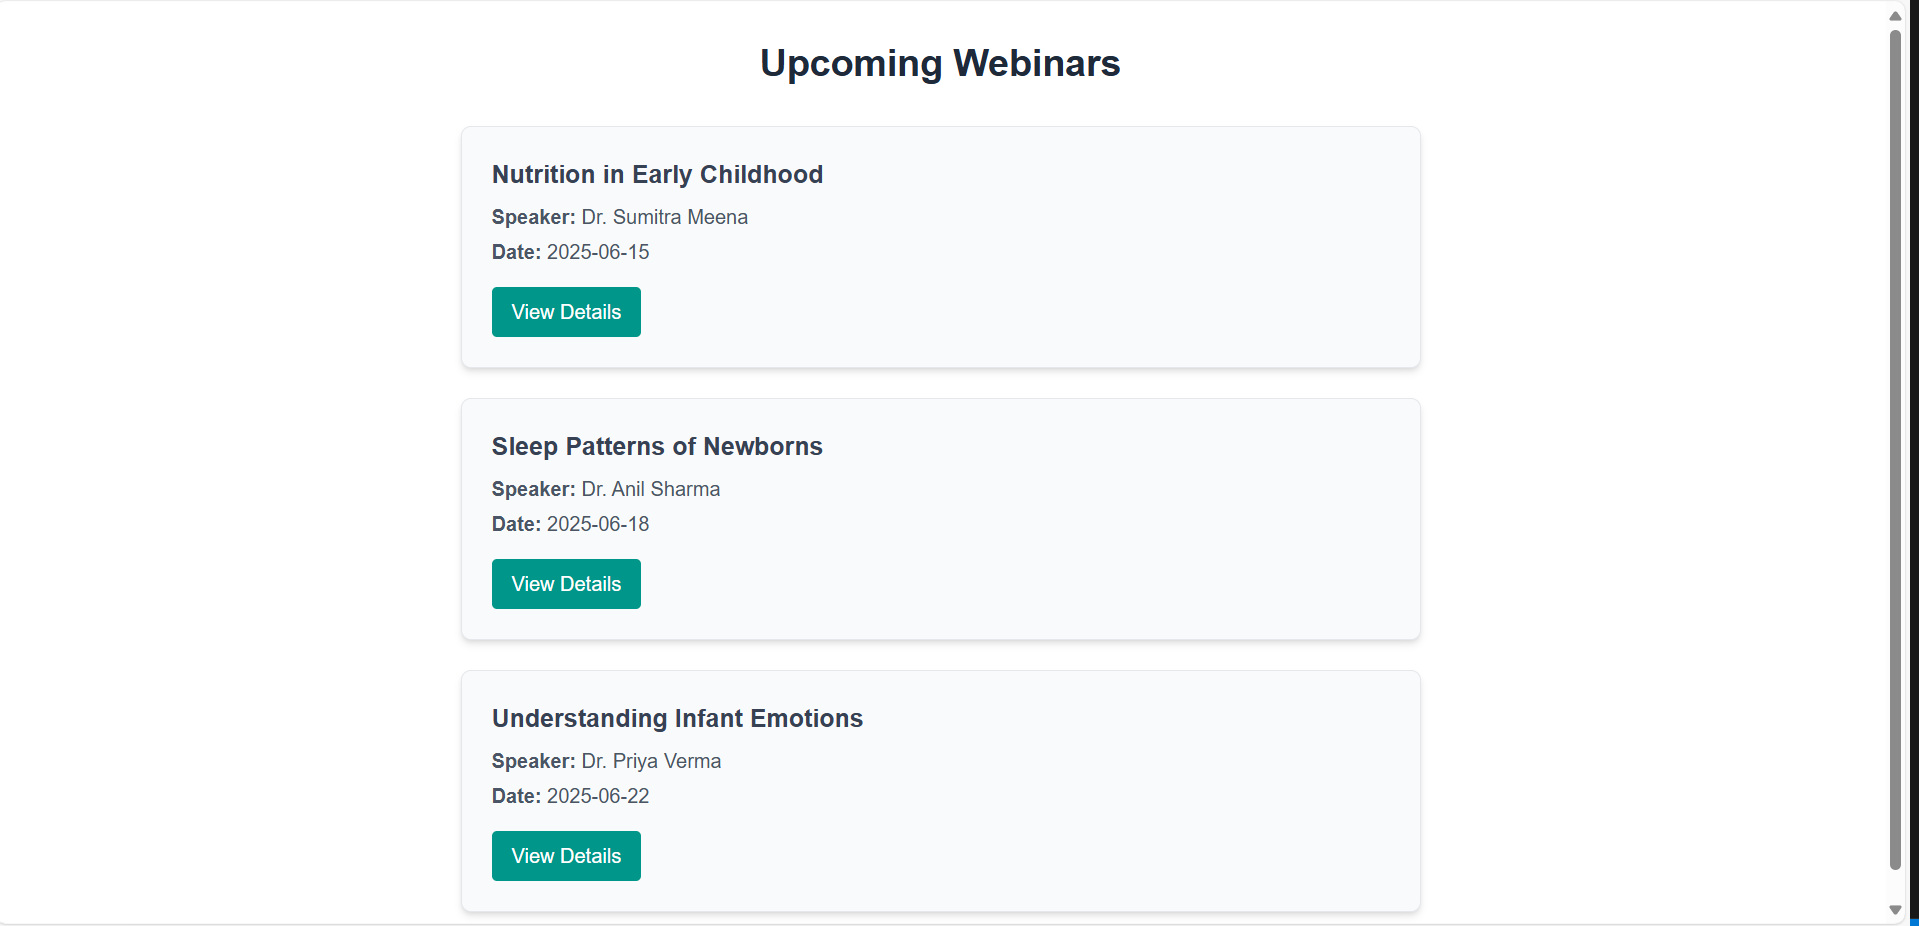 Upcoming Webinars
Nutrition in Early Childhood
Speaker: Dr. Sumitra Meena
Date: 2025-06-15
View Details
Sleep Patterns of Newborns
Speaker: Dr. Anil Sharma
Date: 2025-06-18
View Details
Understanding Infant Emotions
Speaker: Dr. Priya Verma
Date: 2025-06-22
View Details